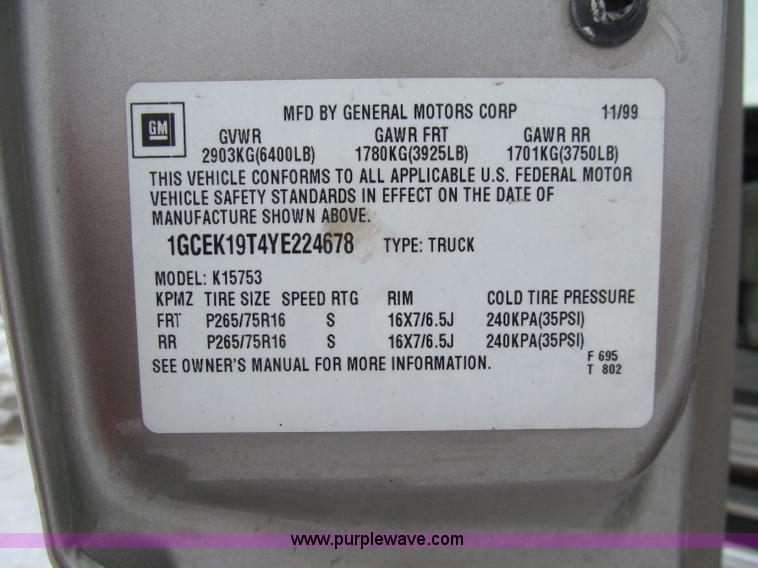 MFD BY GENERAL MOTORS CORP 11/99
GM
GVWR GAWR FRT GAWR RR
2903KG(6400LB) 1780KG(3925LB) 1701KG(3750LB)
THIS VEHICLE CONFORMS TO ALL APPLICABLE U.S. FEDERAL MOTOR
VEHICLE SAFETY STANDARDS IN EFFECT ON THE DATE OF
MANUFACTURE SHOWN ABOVE.
1GCEK19T4YE224678 TYPE: TRUCK
MODEL: K15753
KPMZ TIRE SIZE SPEED RTG RIM COLD TIRE PRESSURE
FRT P265/75R16 S 16X7/6.5J 240KPA(35PSI)
RR P265/75R16 S 16X7/6.5J 240KPA(35PSI)
SEE OWNER'S MANUAL FOR MORE INFORMATION.
F 695
T 802
www.purplewave.com